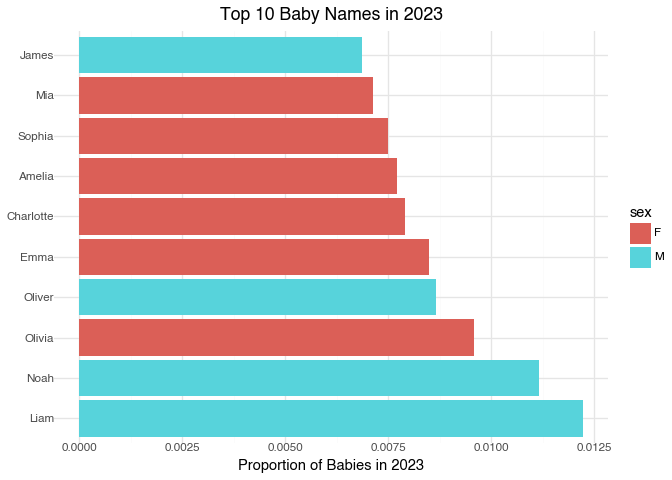 Top 10 Baby Names in 2023
James
Mia
Sophia
Amelia
Charlotte
Emma
Oliver
Olivia
Noah
Liam
0.0000 0.0025 0.0050 0.0075 0.0100 0.0125
Proportion of Babies in 2023
sex
F
M